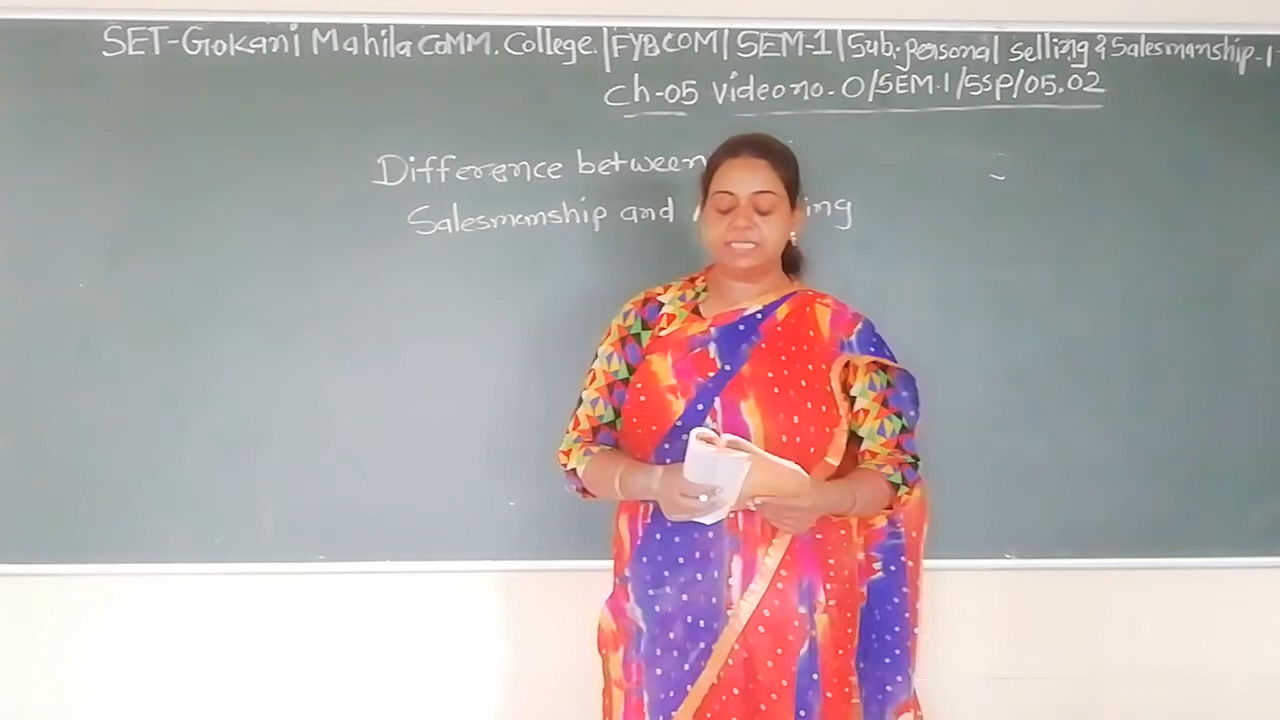 SET-Gokani Mahila COMM. College. | FYBCOM | SEM-1 | Sub: personal selling & Salesmanship-1
Ch-05 Video no. O/SEM.1/SSP/05.02
Difference between
Salesmanship and ing